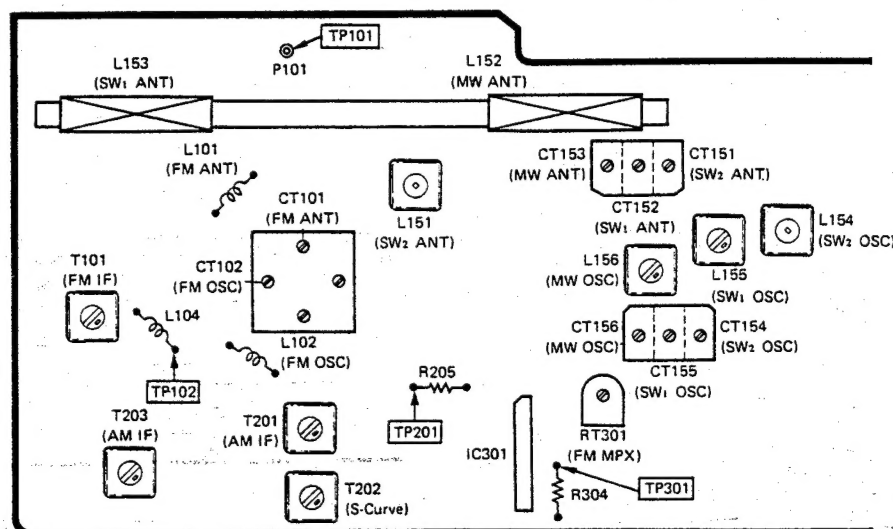 TP101
P101
L153
(SW₁ ANT)
L152
(MW ANT)
L101
(FM ANT)
CT101
(FM ANT)
L151
(SW₂ ANT)
CT153
(MW ANT)
CT151
(SW₂ ANT)
CT152
(SW₁ ANT)
L154
(SW₂ OSC)
L155
(SW₁ OSC)
L156
(MW OSC)
T101
(FM IF)
CT102
(FM OSC)
L104
L102
(FM OSC)
TP102
CT156
(MW OSC)
CT154
(SW₂ OSC)
CT155
(SW₁ OSC)
R205
TP201
T203
(AM IF)
T201
(AM IF)
T202
(S-Curve)
IC301
RT301
(FM MPX)
R304
TP301